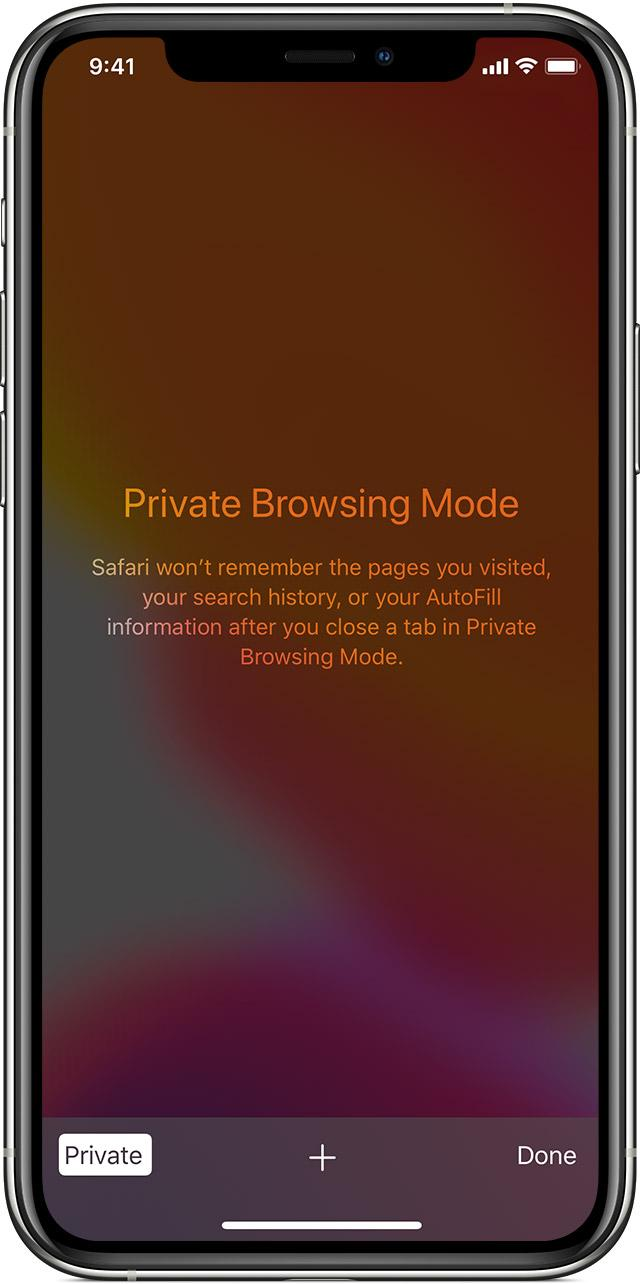 9:41
Private Browsing Mode
Safari won’t remember the pages you visited,
your search history, or your AutoFill
information after you close a tab in Private
Browsing Mode.
Private
Done